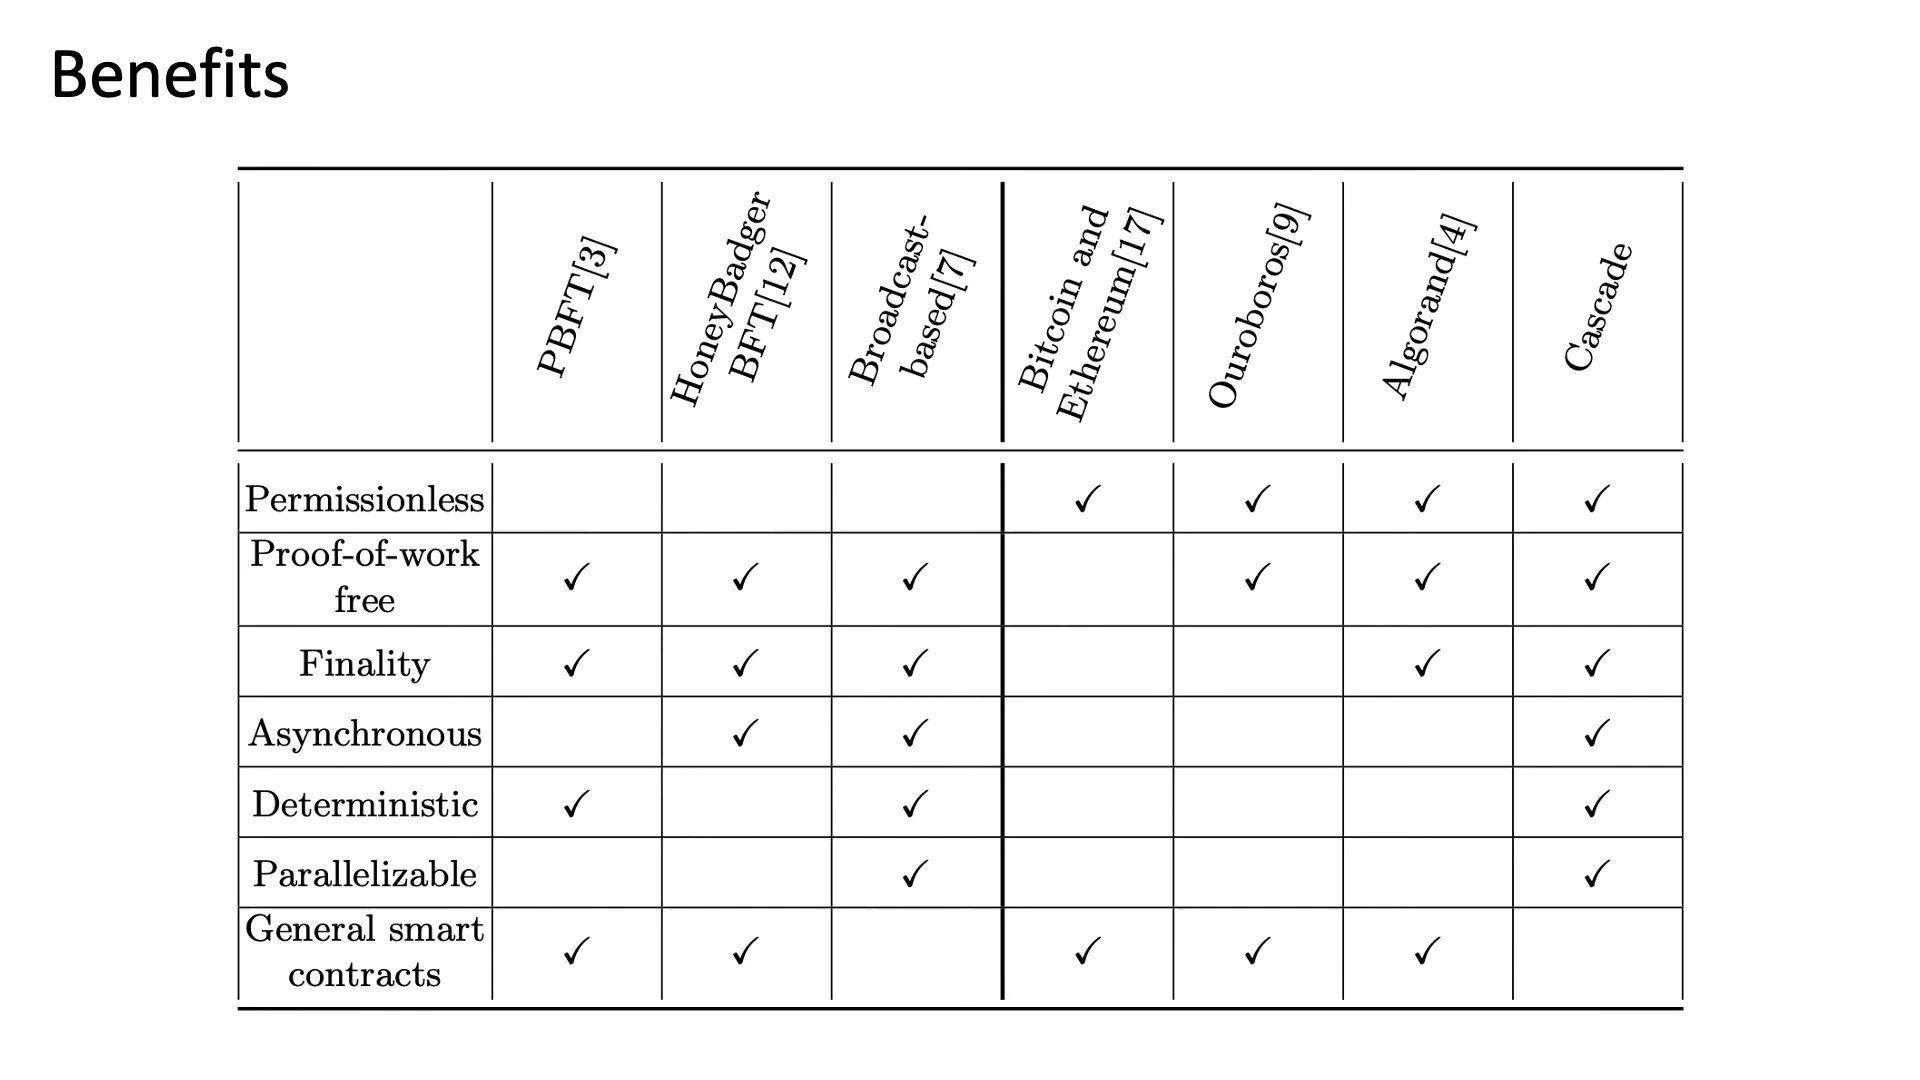 Benefits
PBFT[3]
HoneyBadger
BFT[12]
Broadcast-
based[7]
Bitcoin and
Ethereum[17]
Ouroboros[9]
Algorand[4]
Cascade
Permissionless ✓ ✓ ✓ ✓
Proof-of-work
free ✓ ✓ ✓ ✓ ✓ ✓
Finality ✓ ✓ ✓ ✓ ✓
Asynchronous ✓ ✓ ✓
Deterministic ✓ ✓ ✓
Parallelizable ✓ ✓
General smart
contracts ✓ ✓ ✓ ✓ ✓